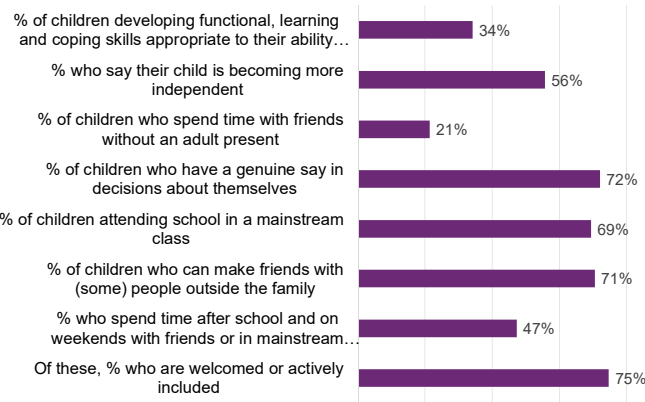 % of children developing functional, learning
and coping skills appropriate to their ability…
34%
% who say their child is becoming more
independent
56%
% of children who spend time with friends
without an adult present
21%
% of children who have a genuine say in
decisions about themselves
72%
% of children attending school in a mainstream
class
69%
% of children who can make friends with
(some) people outside the family
71%
% who spend time after school and on
weekends with friends or in mainstream…
47%
Of these, % who are welcomed or actively
included
75%